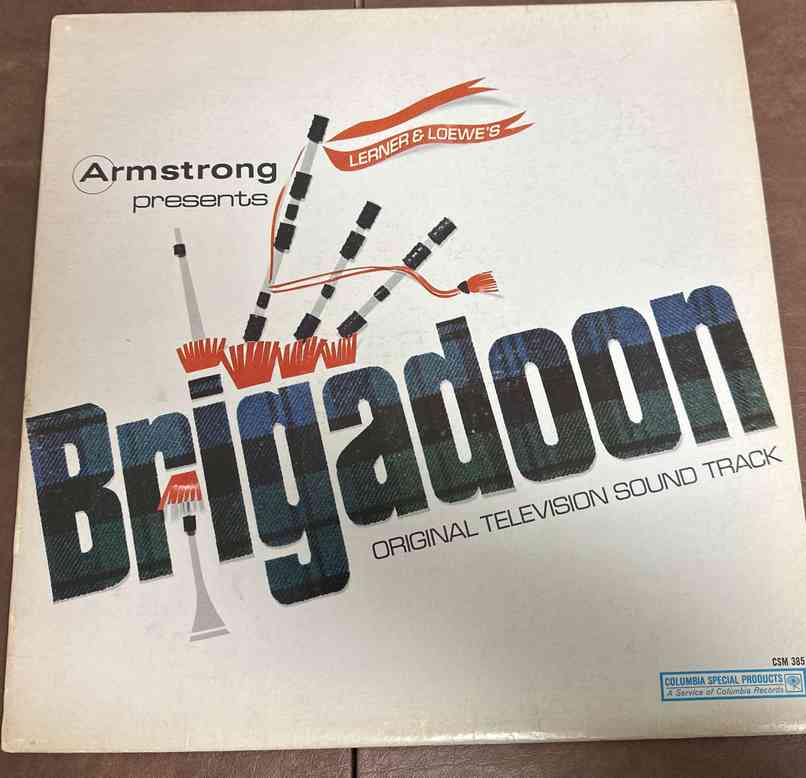 LERNER & LOEWE'S
Armstrong
presents
Brigadoon
ORIGINAL TELEVISION SOUND TRACK
CSM 385
COLUMBIA SPECIAL PRODUCTS
A Service of Columbia Records